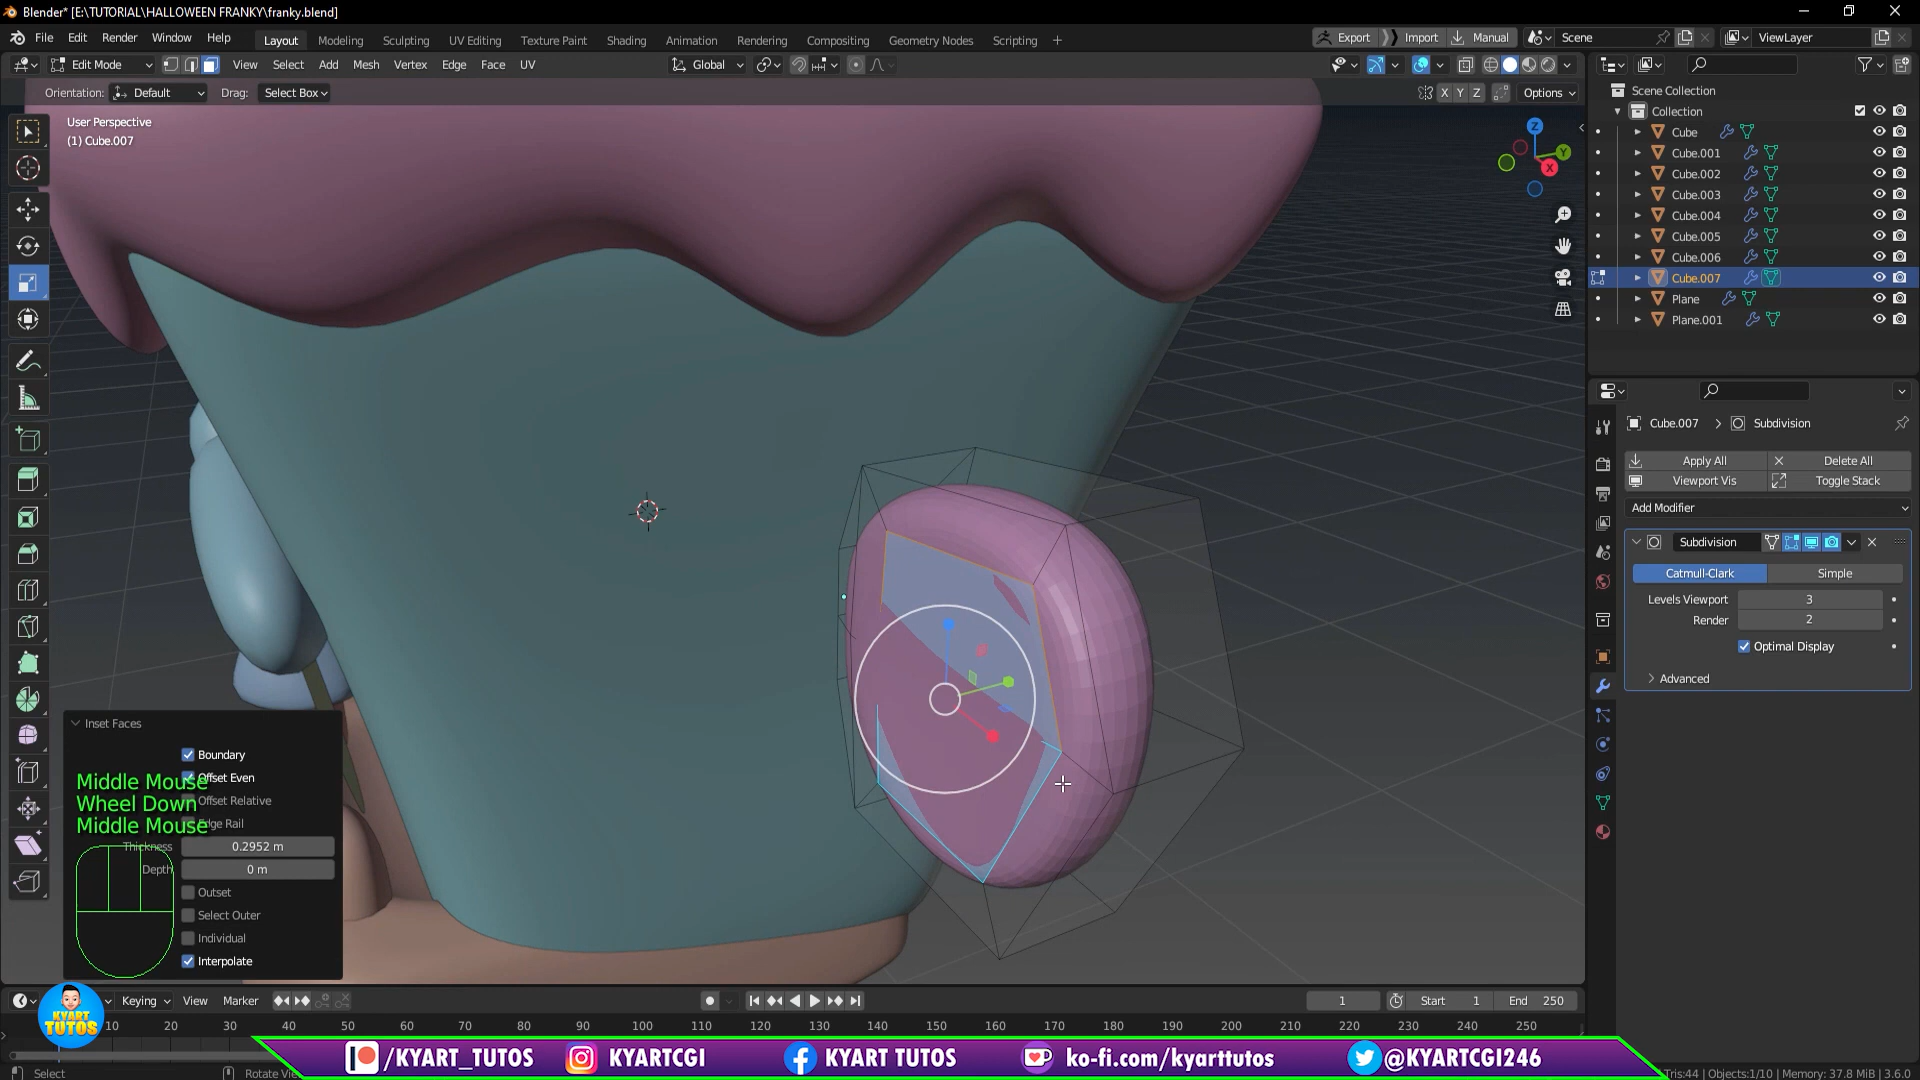 Blender* [E:\TUTORIAL\HALLOWEEN FRANKY\franky.blend]
File Edit Render Window Help
Layout Modeling Sculpting UV Editing Texture Paint Shading Animation Rendering Compositing Geometry Nodes Scripting +
Export Import Manual Scene ViewLayer
Edit Mode View Select Add Mesh Vertex Edge Face UV Global
Orientation: Default Drag: Select Box X Y Z Options
User Perspective
(1) Cube.007
Z
Y
X
Scene Collection
Collection
Cube
Cube.001
Cube.002
Cube.003
Cube.004
Cube.005
Cube.006
Cube.007
Plane
Plane.001
Cube.007 > Subdivision
Apply All Delete All
Viewport Vis Toggle Stack
Add Modifier
Subdivision
Catmull-Clark Simple
Levels Viewport 3
Render 2
Optimal Display
Advanced
Inset Faces
Boundary
Offset Even
Offset Relative
Edge Rail
Thickness 0.2952 m
Depth 0 m
Outset
Select Outer
Individual
Interpolate
Middle Mouse
Wheel Down
Middle Mouse
Keying View Marker 1 Start 1 End 250
10 20 30 40 50 60 70 80 90 100 110 120 130 140 150 160 170 180 190 200 210 220 230 240 250
KYART
TUTOS
/KYART_TUTOS KYARTCGI KYART TUTOS ko-fi.com/kyarttutos @KYARTCGI246
Select Rotate Tris:44 | Objects:1/10 | Memory: 37.8 MiB | 3.6.0